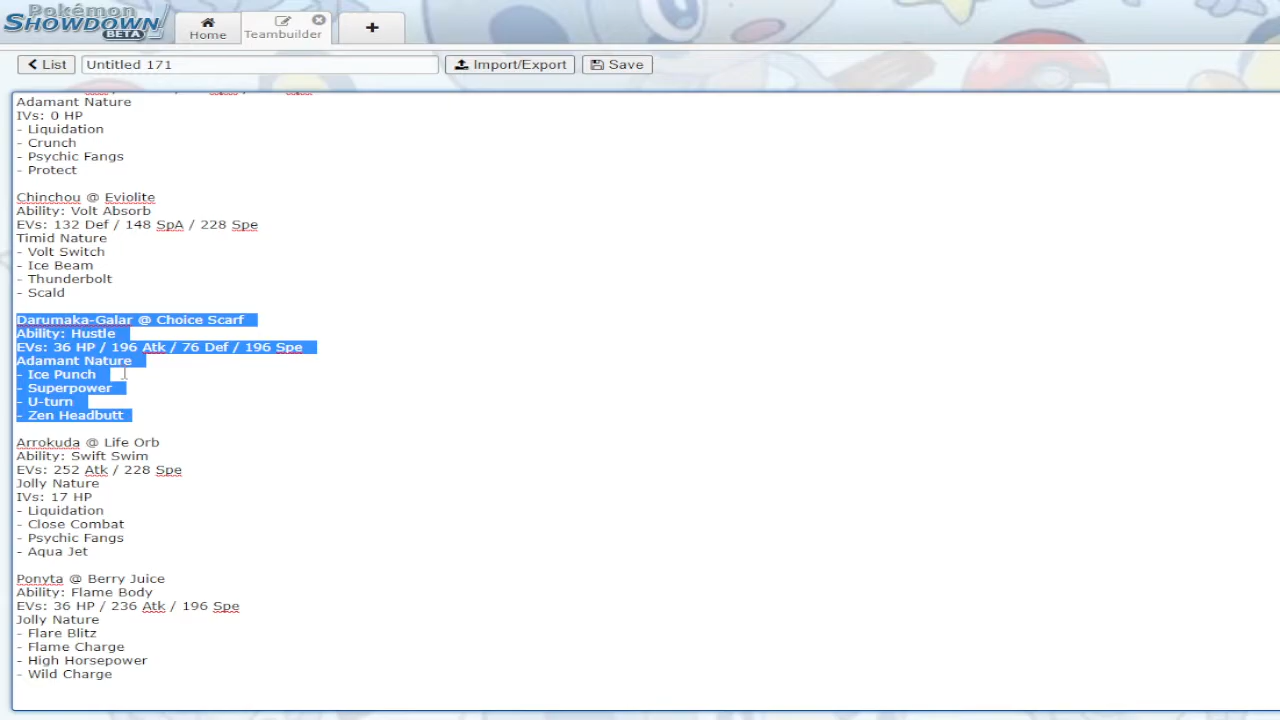 Pokémon
SHOWDOWN
BETA
Home
Teambuilder
+
List
Untitled 171
Import/Export
Save
Adamant Nature
IVs: 0 HP
- Liquidation
- Crunch
- Psychic Fangs
- Protect
Chinchou @ Eviolite
Ability: Volt Absorb
EVs: 132 Def / 148 SpA / 228 Spe
Timid Nature
- Volt Switch
- Ice Beam
- Thunderbolt
- Scald
Darumaka-Galar @ Choice Scarf
Ability: Hustle
EVs: 36 HP / 196 Atk / 76 Def / 196 Spe
Adamant Nature
- Ice Punch
- Superpower
- U-turn
- Zen Headbutt
Arrokuda @ Life Orb
Ability: Swift Swim
EVs: 252 Atk / 228 Spe
Jolly Nature
IVs: 17 HP
- Liquidation
- Close Combat
- Psychic Fangs
- Aqua Jet
Ponyta @ Berry Juice
Ability: Flame Body
EVs: 36 HP / 236 Atk / 196 Spe
Jolly Nature
- Flare Blitz
- Flame Charge
- High Horsepower
- Wild Charge